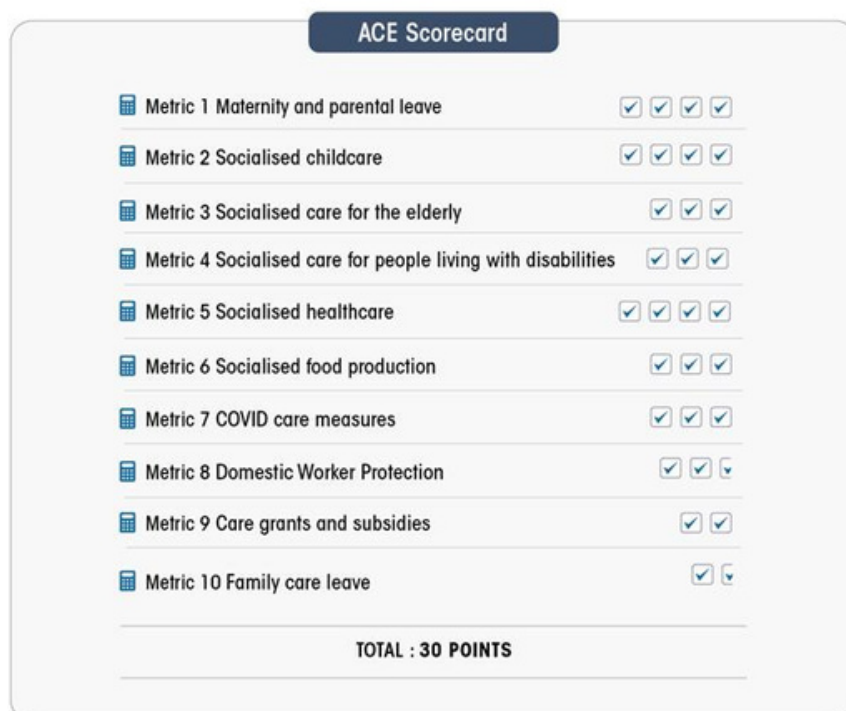 ACE Scorecard
Metric 1 Maternity and parental leave
Metric 2 Socialised childcare
Metric 3 Socialised care for the elderly
Metric 4 Socialised care for people living with disabilities
Metric 5 Socialised healthcare
Metric 6 Socialised food production
Metric 7 COVID care measures
Metric 8 Domestic Worker Protection
Metric 9 Care grants and subsidies
Metric 10 Family care leave
TOTAL : 30 POINTS